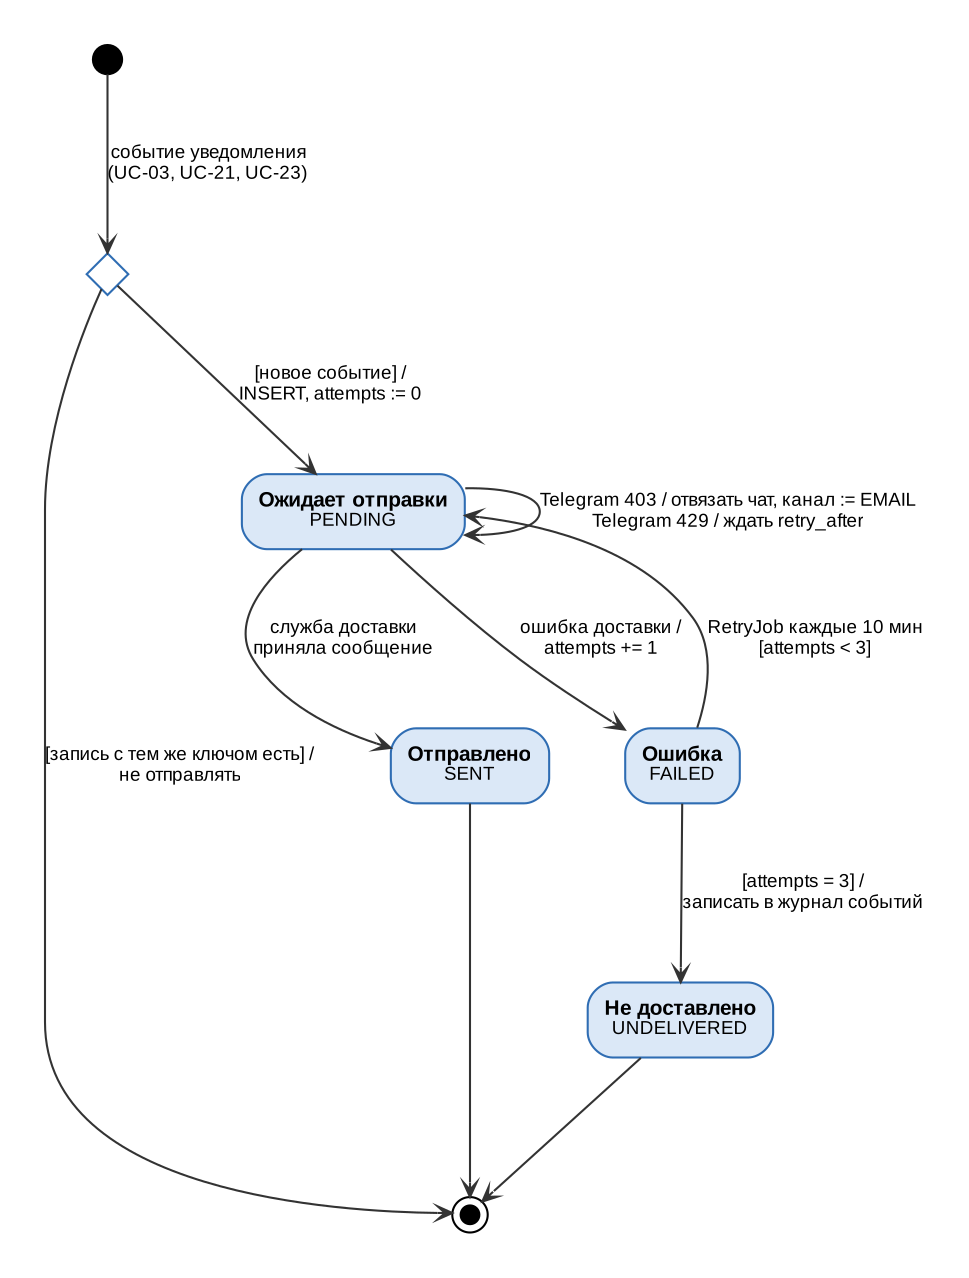 событие уведомления
(UC-03, UC-21, UC-23)
[новое событие] /
INSERT, attempts := 0
Ожидает отправки
PENDING
Telegram 403 / отвязать чат, канал := EMAIL
Telegram 429 / ждать retry_after
служба доставки
приняла сообщение
ошибка доставки /
attempts += 1
RetryJob каждые 10 мин
[attempts < 3]
[запись с тем же ключом есть] /
не отправлять
Отправлено
SENT
Ошибка
FAILED
[attempts = 3] /
записать в журнал событий
Не доставлено
UNDELIVERED